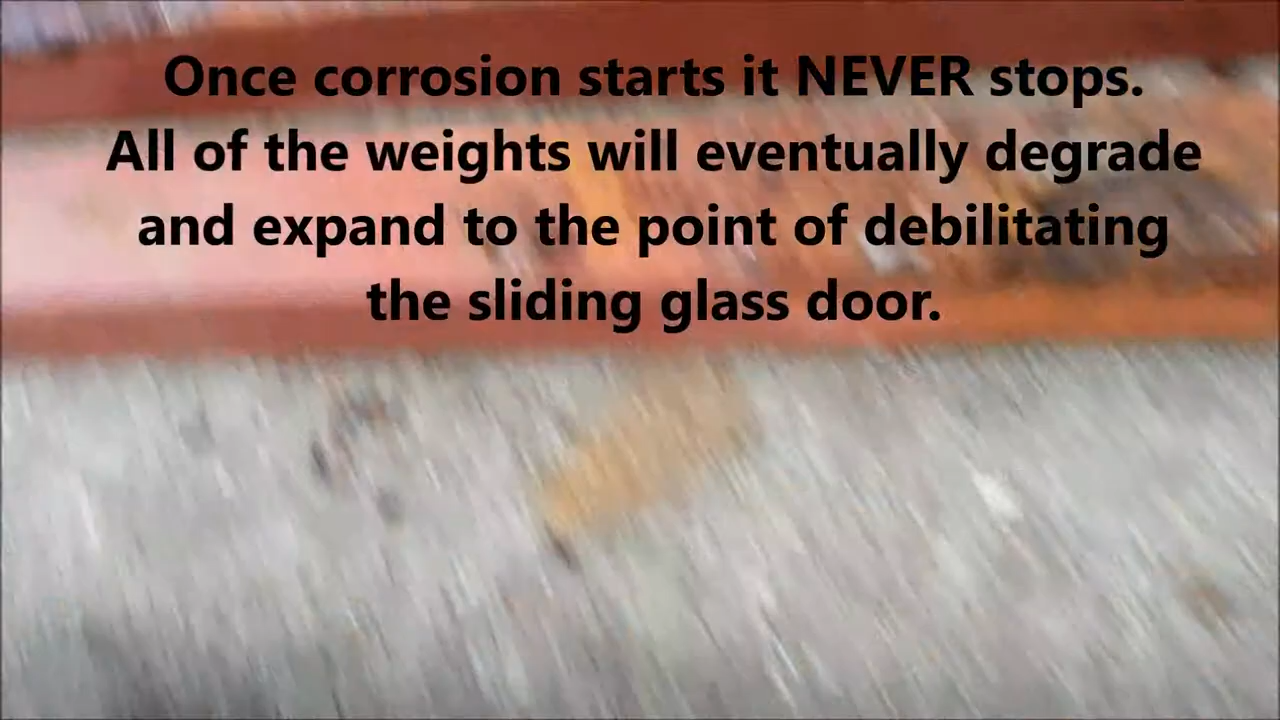 Once corrosion starts it NEVER stops.
All of the weights will eventually degrade
and expand to the point of debilitating
the sliding glass door.